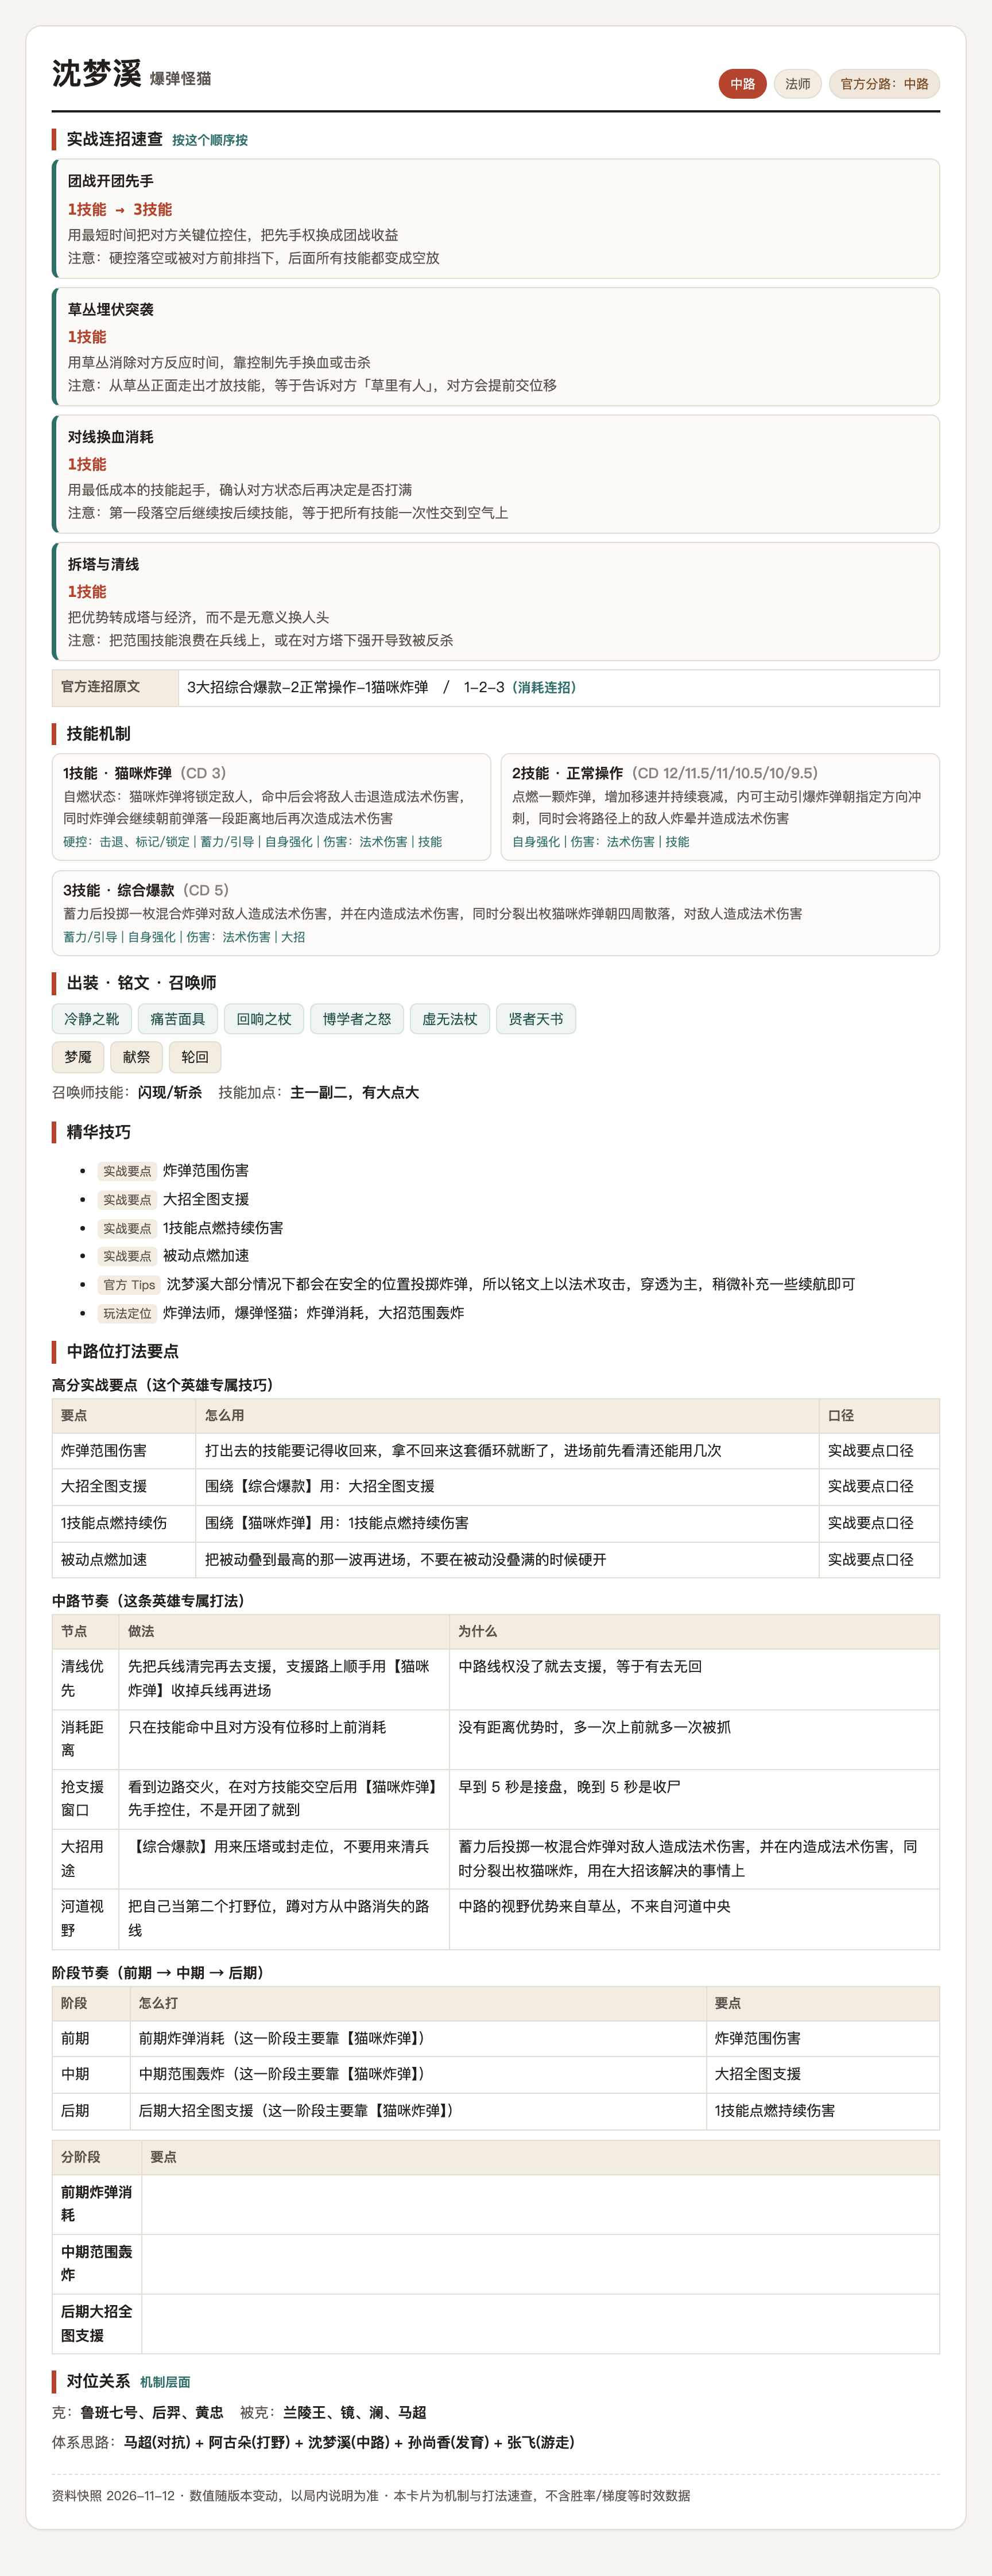 沈梦溪 爆弹怪猫
中路 法师 官方分路：中路
实战连招速查 按这个顺序按
团战开团先手
1技能 → 3技能
用最短时间把对方关键位控住，把先手权换成团战收益
注意：硬控落空或被对方前排挡下，后面所有技能都变成空放
草丛埋伏突袭
1技能
用草丛消除对方反应时间，靠控制先手换血或击杀
注意：从草丛正面走出才放技能，等于告诉对方「草里有人」，对方会提前交位移
对线换血消耗
1技能
用最低成本的技能起手，确认对方状态后再决定是否打满
注意：第一段落空后继续按后续技能，等于把所有技能一次性交到空气上
拆塔与清线
1技能
把优势转成塔与经济，而不是无意义换人头
注意：把范围技能浪费在兵线上，或在对方塔下强开导致被反杀
官方连招原文 3大招综合爆款–2正常操作–1猫咪炸弹 / 1–2–3（消耗连招）
技能机制
1技能 · 猫咪炸弹（CD 3）
自燃状态：猫咪炸弹将锁定敌人，命中后会将敌人击退造成法术伤害，
同时炸弹会继续朝前弹落一段距离地后再次造成法术伤害
硬控：击退、标记/锁定 | 蓄力/引导 | 自身强化 | 伤害：法术伤害 | 技能
2技能 · 正常操作（CD 12/11.5/11/10.5/10/9.5）
点燃一颗炸弹，增加移速并持续衰减，内可主动引爆炸弹朝指定方向冲
刺，同时会将路径上的敌人炸晕并造成法术伤害
自身强化 | 伤害：法术伤害 | 技能
3技能 · 综合爆款（CD 5）
蓄力后投掷一枚混合炸弹对敌人造成法术伤害，并在内造成法术伤害，同时分裂出枚猫咪炸弹朝四周散落，对敌人造成法术伤害
蓄力/引导 | 自身强化 | 伤害：法术伤害 | 大招
出装 · 铭文 · 召唤师
冷静之靴 痛苦面具 回响之杖 博学者之怒 虚无法杖 贤者天书
梦魇 献祭 轮回
召唤师技能：闪现/斩杀 技能加点：主一副二，有大点大
精华技巧
• 实战要点 炸弹范围伤害
• 实战要点 大招全图支援
• 实战要点 1技能点燃持续伤害
• 实战要点 被动点燃加速
• 官方 Tips 沈梦溪大部分情况下都会在安全的位置投掷炸弹，所以铭文上以法术攻击，穿透为主，稍微补充一些续航即可
• 玩法定位 炸弹法师，爆弹怪猫；炸弹消耗，大招范围轰炸
中路位打法要点
高分实战要点（这个英雄专属技巧）
要点 怎么用 口径
炸弹范围伤害 打出去的技能要记得收回来，拿不回来这套循环就断了，进场前先看清还能用几次 实战要点口径
大招全图支援 围绕【综合爆款】用：大招全图支援 实战要点口径
1技能点燃持续伤 围绕【猫咪炸弹】用：1技能点燃持续伤害 实战要点口径
被动点燃加速 把被动叠到最高的那一波再进场，不要在被动没叠满的时候硬开 实战要点口径
中路节奏（这条英雄专属打法）
节点 做法 为什么
清线优
先
先把兵线清完再去支援，支援路上顺手用【猫咪
炸弹】收掉兵线再进场
中路线权没了就去支援，等于有去无回
消耗距
离
只在技能命中且对方没有位移时上前消耗
没有距离优势时，多一次上前就多一次被抓
抢支援
窗口
看到边路交火，在对方技能交空后用【猫咪炸弹】
先手控住，不是开团了就到
早到 5 秒是接盘，晚到 5 秒是收尸
大招用
途
【综合爆款】用来压塔或封走位，不要用来清兵
蓄力后投掷一枚混合炸弹对敌人造成法术伤害，并在内造成法术伤害，同
时分裂出枚猫咪炸，用在大招该解决的事情上
河道视
野
把自己当第二个打野位，蹲对方从中路消失的路
线
中路的视野优势来自草丛，不来自河道中央
阶段节奏（前期 → 中期 → 后期）
阶段 怎么打 要点
前期 前期炸弹消耗（这一阶段主要靠【猫咪炸弹】） 炸弹范围伤害
中期 中期范围轰炸（这一阶段主要靠【猫咪炸弹】） 大招全图支援
后期 后期大招全图支援（这一阶段主要靠【猫咪炸弹】） 1技能点燃持续伤害
分阶段 要点
前期炸弹消
耗
中期范围轰
炸
后期大招全
图支援
对位关系 机制层面
克：鲁班七号、后羿、黄忠 被克：兰陵王、镜、澜、马超
体系思路：马超(对抗) + 阿古朵(打野) + 沈梦溪(中路) + 孙尚香(发育) + 张飞(游走)
资料快照 2026–11–12 · 数值随版本变动，以局内说明为准 · 本卡片为机制与打法速查，不含胜率/梯度等时效数据